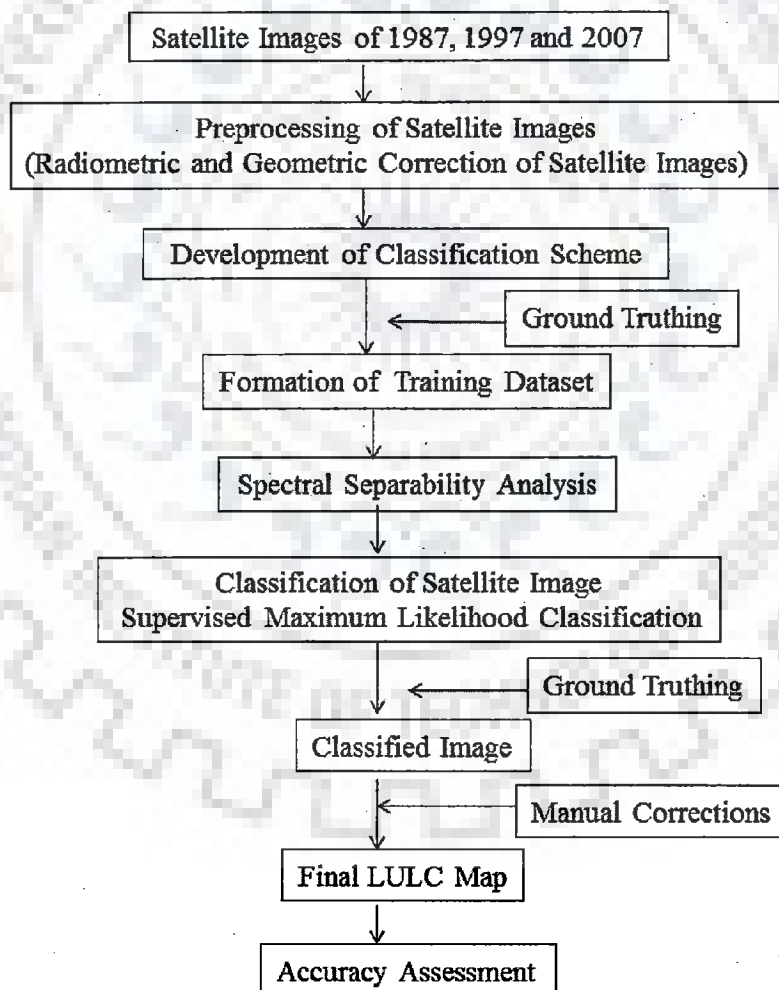 Satellite Images of 1987, 1997 and 2007
Preprocessing of Satellite Images
(Radiometric and Geometric Correction of Satellite Images)
Development of Classification Scheme
Ground Truthing
Formation of Training Dataset
Spectral Separability Analysis
Classification of Satellite Image
Supervised Maximum Likelihood Classification
Ground Truthing
Classified Image
Manual Corrections
Final LULC Map
Accuracy Assessment